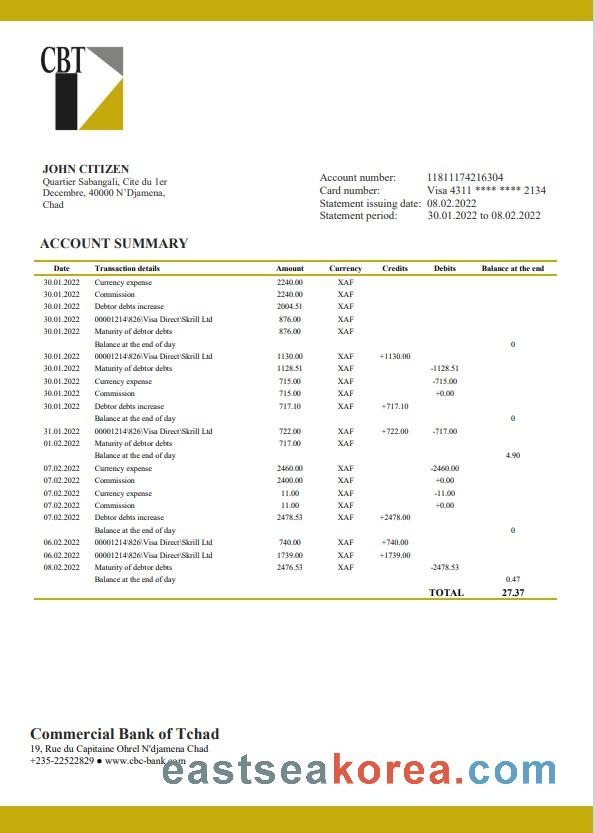 CBT
JOHN CITIZEN
Quartier Sabangali, Cite du 1er
Decembre, 40000 N'Djamena,
Chad
Account number: 11811174216304
Card number: Visa 4311 **** **** 2134
Statement issuing date: 08.02.2022
Statement period: 30.01.2022 to 08.02.2022
ACCOUNT SUMMARY
Date Transaction details Amount Currency Credits Debits Balance at the end
30.01.2022 Currency expense 2240.00 XAF
30.01.2022 Commission 2240.00 XAF
30.01.2022 Debtor debts increase 2004.51 XAF
30.01.2022 00001214\826\Visa Direct\Skrill Ltd 876.00 XAF
30.01.2022 Maturity of debtor debts 876.00 XAF
Balance at the end of day 0
30.01.2022 00001214\826\Visa Direct\Skrill Ltd 1130.00 XAF +1130.00
30.01.2022 Maturity of debtor debts 1128.51 XAF -1128.51
30.01.2022 Currency expense 715.00 XAF -715.00
30.01.2022 Commission 715.00 XAF +0.00
30.01.2022 Debtor debts increase 717.10 XAF +717.10
Balance at the end of day 0
31.01.2022 00001214\826\Visa Direct\Skrill Ltd 722.00 XAF +722.00 -717.00
01.02.2022 Maturity of debtor debts 717.00 XAF
Balance at the end of day 4.90
07.02.2022 Currency expense 2460.00 XAF -2460.00
07.02.2022 Commission 2400.00 XAF +0.00
07.02.2022 Currency expense 11.00 XAF -11.00
07.02.2022 Commission 11.00 XAF +0.00
07.02.2022 Debtor debts increase 2478.53 XAF +2478.00
Balance at the end of day 0
06.02.2022 00001214\826\Visa Direct\Skrill Ltd 740.00 XAF +740.00
06.02.2022 00001214\826\Visa Direct\Skrill Ltd 1739.00 XAF +1739.00
08.02.2022 Maturity of debtor debts 2476.53 XAF -2478.53
Balance at the end of day 0.47
TOTAL 27.37
Commercial Bank of Tchad
19, Rue du Capitaine Ohrel N'djamena Chad
+235-22522829 ● www.cbc-bank.com
eastseakorea.com